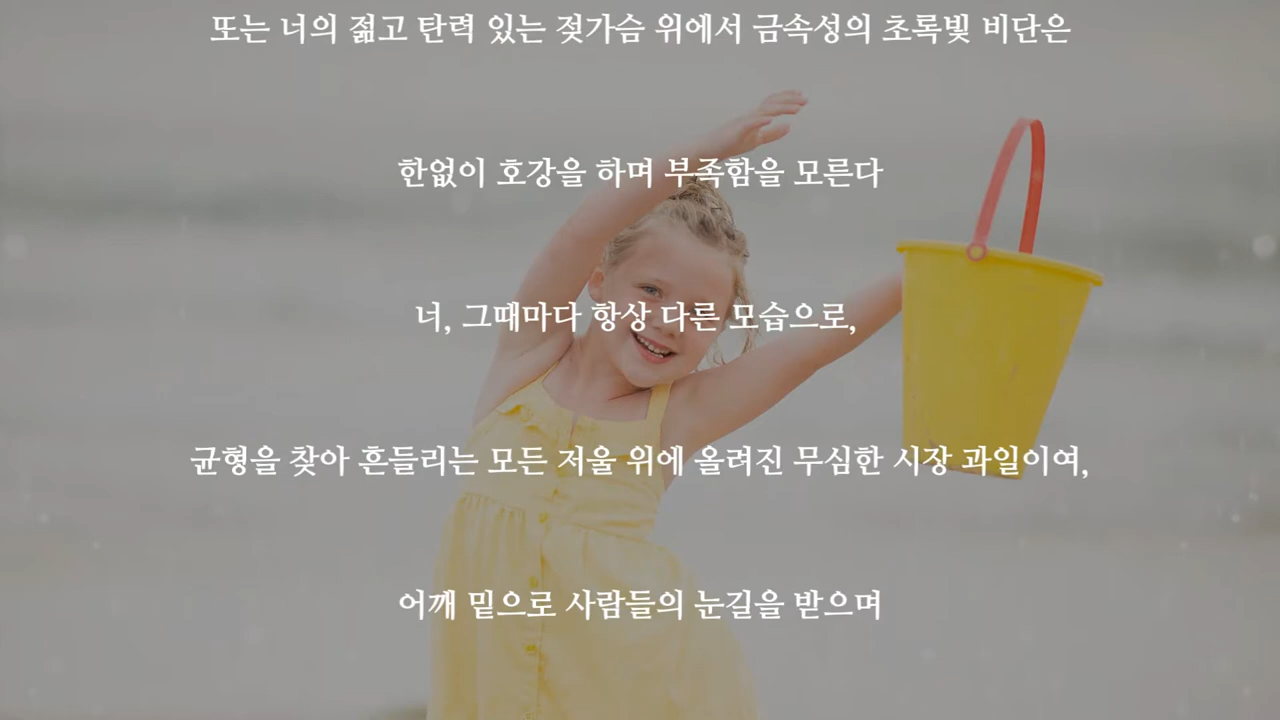 또는 너의 젊고 탄력 있는 젖가슴 위에서 금속성의 초록빛 비단은
한없이 호강을 하며 부족함을 모른다
너, 그때마다 항상 다른 모습으로,
균형을 찾아 흔들리는 모든 저울 위에 올려진 무심한 시장 과일이여,
어깨 밑으로 사람들의 눈길을 받으며